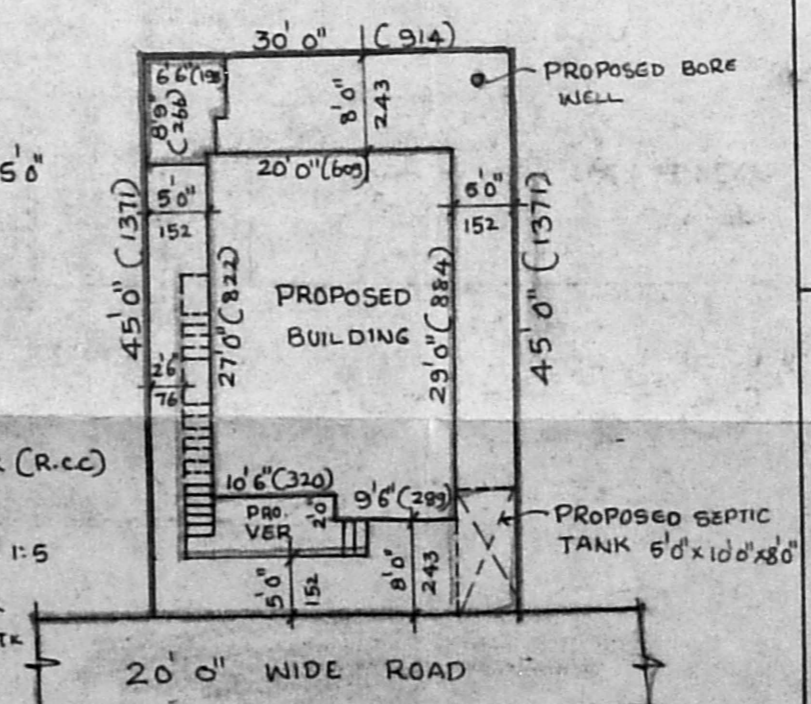 30'0" (914)
6'6"(198
8'9"
(266)
8'0"
243
PROPOSED BORE
WELL
5'0"
20'0"(609)
5'
0"
152
6'0"
152
45'0" (1371)
27'0"(822)
PROPOSED
BUILDING
29'0"(884)
45'0" (1371)
2'6"
76
(R.C.C)
10'6"(320)
9'6"(289)
PRO.
VER
2'0"
1:5
5'0"
152
8'0"
243
PROPOSED SEPTIC
TANK 5'0"x10'0"x8'0"
20'0" WIDE ROAD